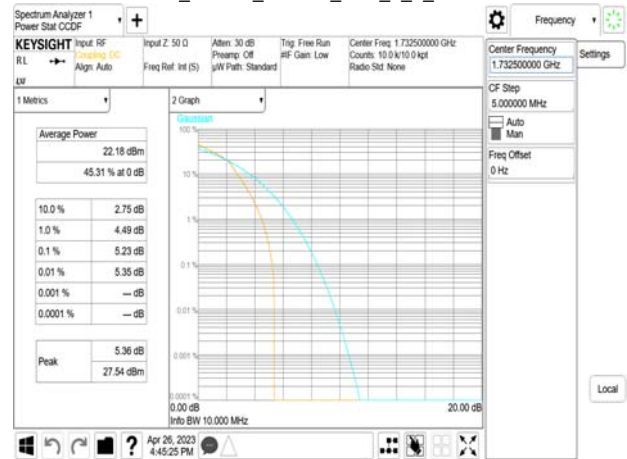 Spectrum Analyzer 1
Power Stat CCDF
Frequency
KEYSIGHT
RL
Input: RF
Coupling: DC
Align: Auto
Input Z: 50 Ω
Freq Ref: Int (S)
Atten: 30 dB
Preamp: Off
µW Path: Standard
Trig: Free Run
#IF Gain: Low
Center Freq: 1.732500000 GHz
Counts: 10.0 k/10.0 kpt
Radio Std: None
Center Frequency
1.732500000 GHz
Settings
CF Step
5.000000 MHz
Auto
Man
Freq Offset
0 Hz
1 Metrics
2 Graph
Average Power
22.18 dBm
45.31 % at 0 dB
10.0 % 2.75 dB
1.0 % 4.49 dB
0.1 % 5.23 dB
0.01 % 5.35 dB
0.001 % --- dB
0.0001 % --- dB
Peak
5.36 dB
27.54 dBm
Gaussian
100 %
10 %
1 %
0.1 %
0.01 %
0.001 %
0.0001 %
0.00 dB
20.00 dB
Info BW 10.000 MHz
Local
?
Apr 26, 2023
4:45:25 PM